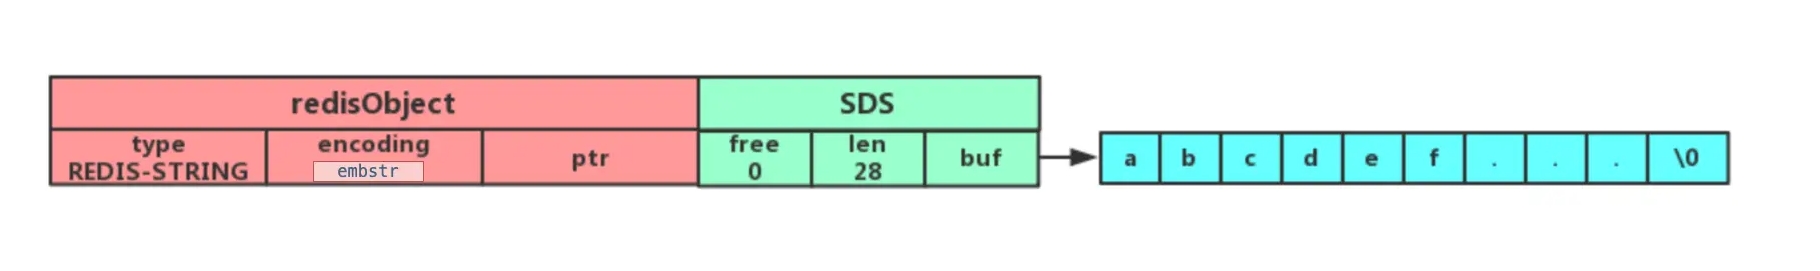 redisObject
SDS
type
REDIS-STRING
encoding
embstr
ptr
free
0
len
28
buf
a
b
c
d
e
f
.
.
.
\0